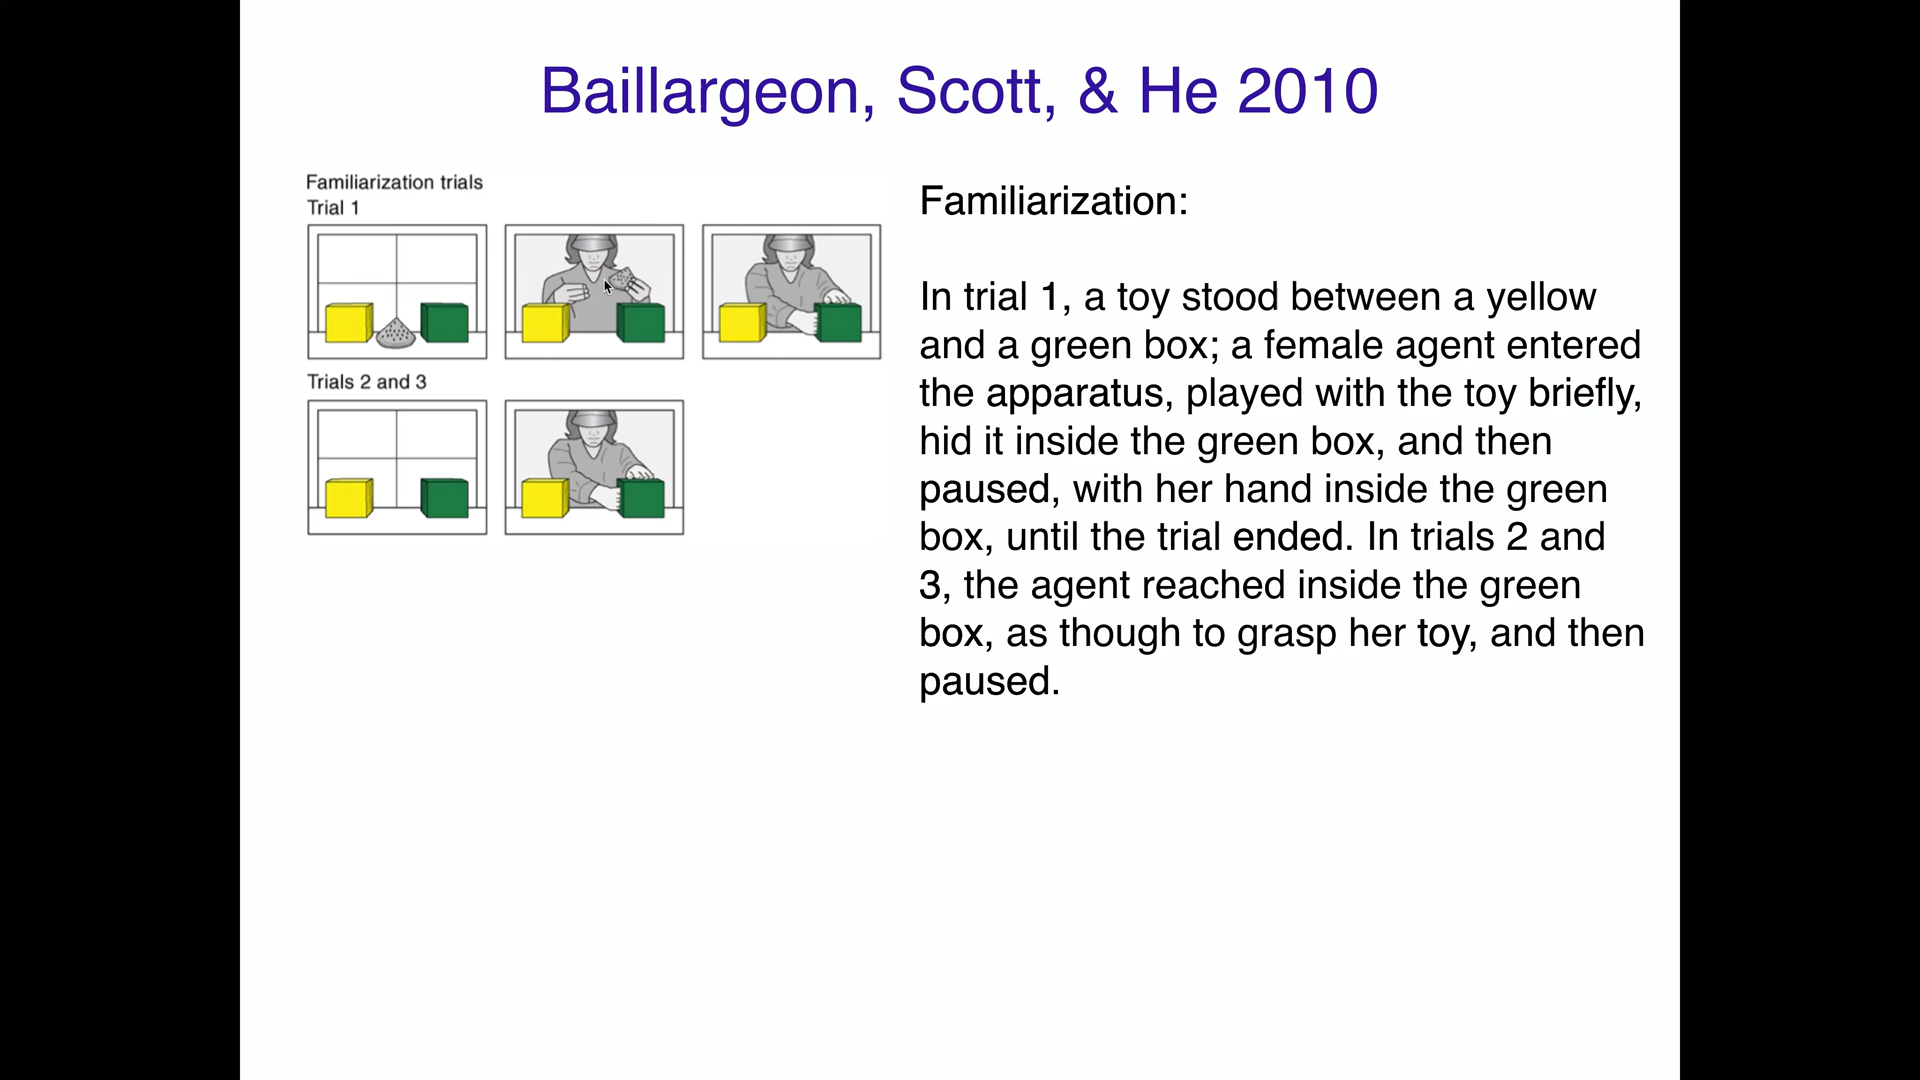 Baillargeon, Scott, & He 2010
Familiarization trials
Trial 1
Trials 2 and 3
Familiarization:
In trial 1, a toy stood between a yellow
and a green box; a female agent entered
the apparatus, played with the toy briefly,
hid it inside the green box, and then
paused, with her hand inside the green
box, until the trial ended. In trials 2 and
3, the agent reached inside the green
box, as though to grasp her toy, and then
paused.